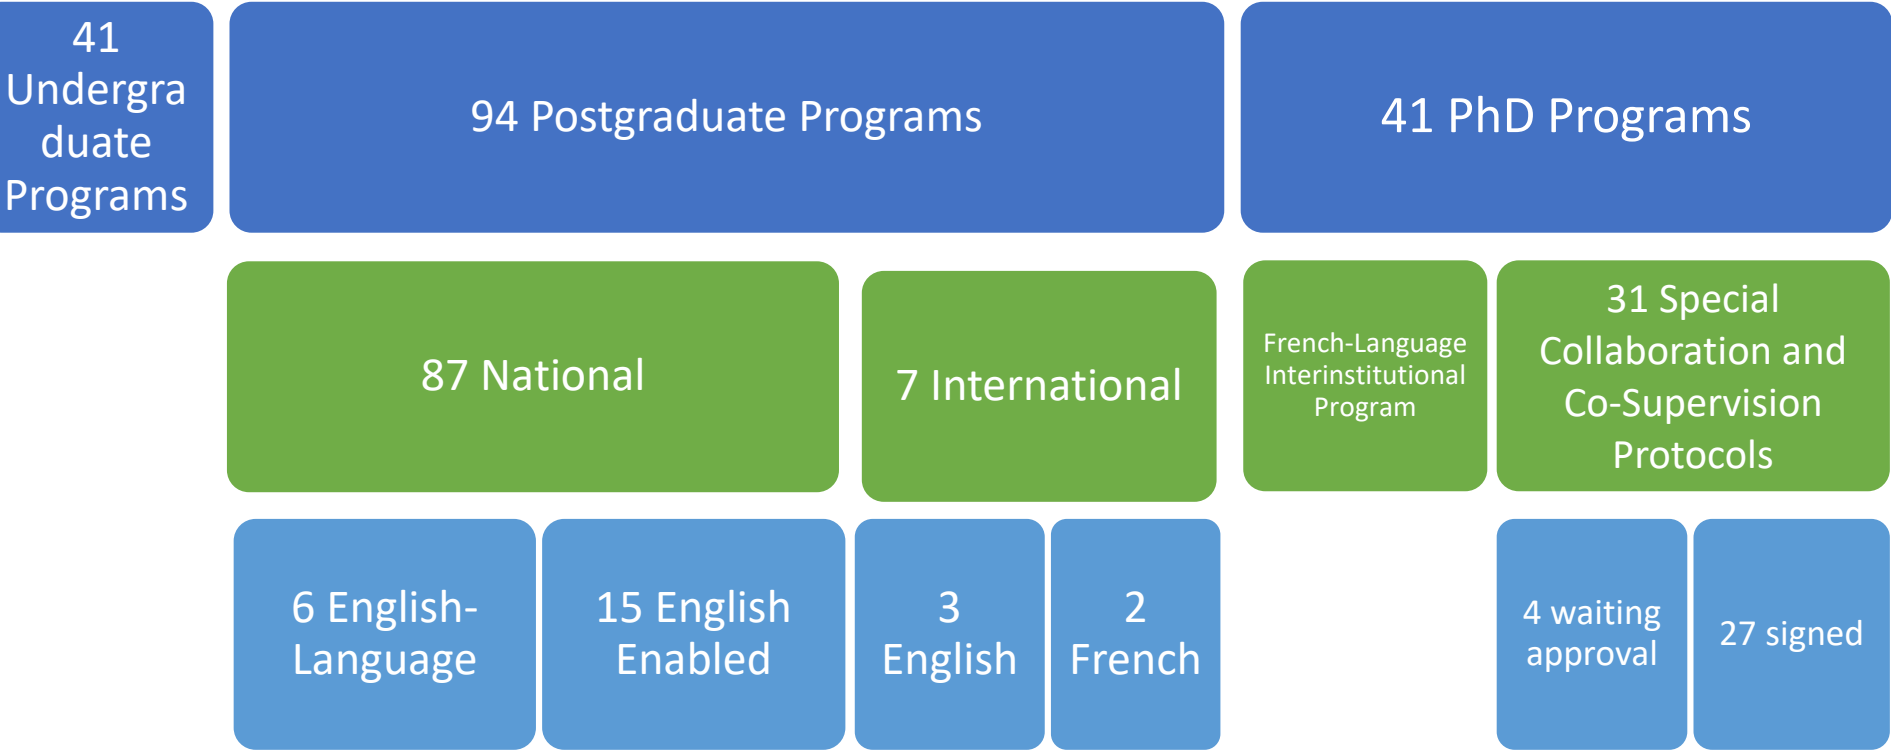 41
Undergra
duate
Programs
94 Postgraduate Programs
41 PhD Programs
87 National
7 International
French-Language
Interinstitutional
Program
31 Special
Collaboration and
Co-Supervision
Protocols
6 English-
Language
15 English
Enabled
3
English
2
French
4 waiting
approval
27 signed